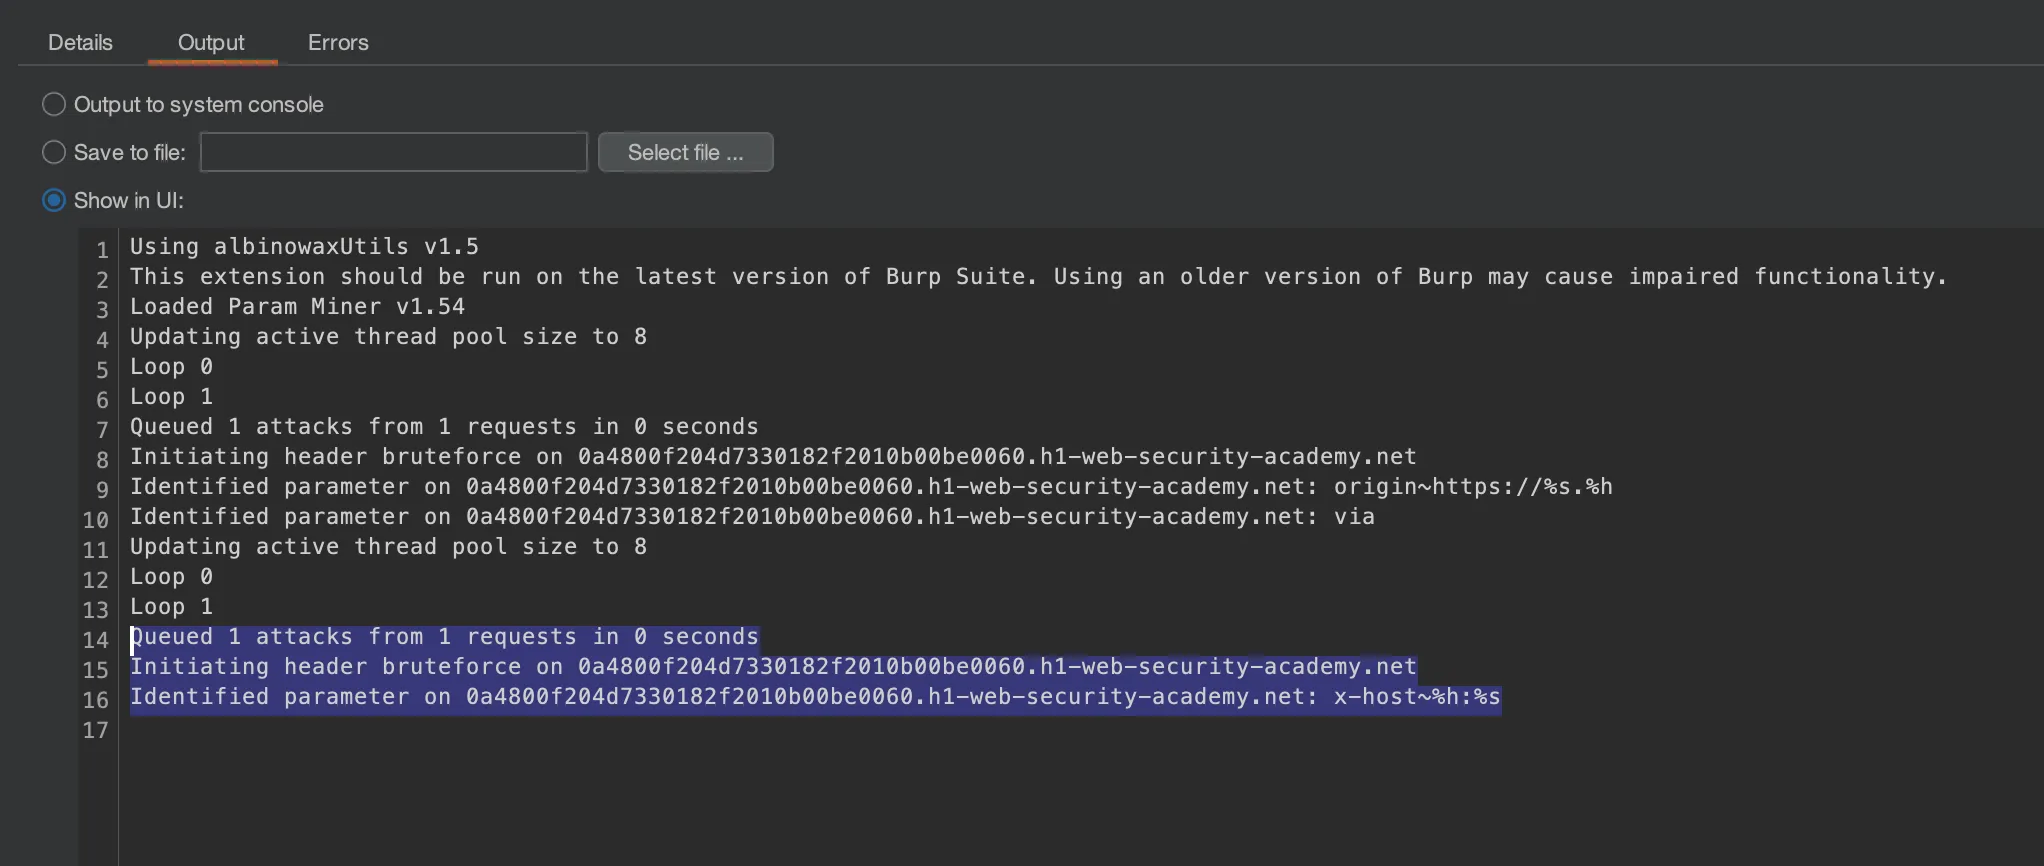 Details Output Errors
Output to system console
Save to file: Select file ...
Show in UI:
1 Using albinowaxUtils v1.5
2 This extension should be run on the latest version of Burp Suite. Using an older version of Burp may cause impaired functionality.
3 Loaded Param Miner v1.54
4 Updating active thread pool size to 8
5 Loop 0
6 Loop 1
7 Queued 1 attacks from 1 requests in 0 seconds
8 Initiating header bruteforce on 0a4800f204d7330182f2010b00be0060.h1-web-security-academy.net
9 Identified parameter on 0a4800f204d7330182f2010b00be0060.h1-web-security-academy.net: origin~https://%s.%h
10 Identified parameter on 0a4800f204d7330182f2010b00be0060.h1-web-security-academy.net: via
11 Updating active thread pool size to 8
12 Loop 0
13 Loop 1
14 Queued 1 attacks from 1 requests in 0 seconds
15 Initiating header bruteforce on 0a4800f204d7330182f2010b00be0060.h1-web-security-academy.net
16 Identified parameter on 0a4800f204d7330182f2010b00be0060.h1-web-security-academy.net: x-host~%h:%s
17